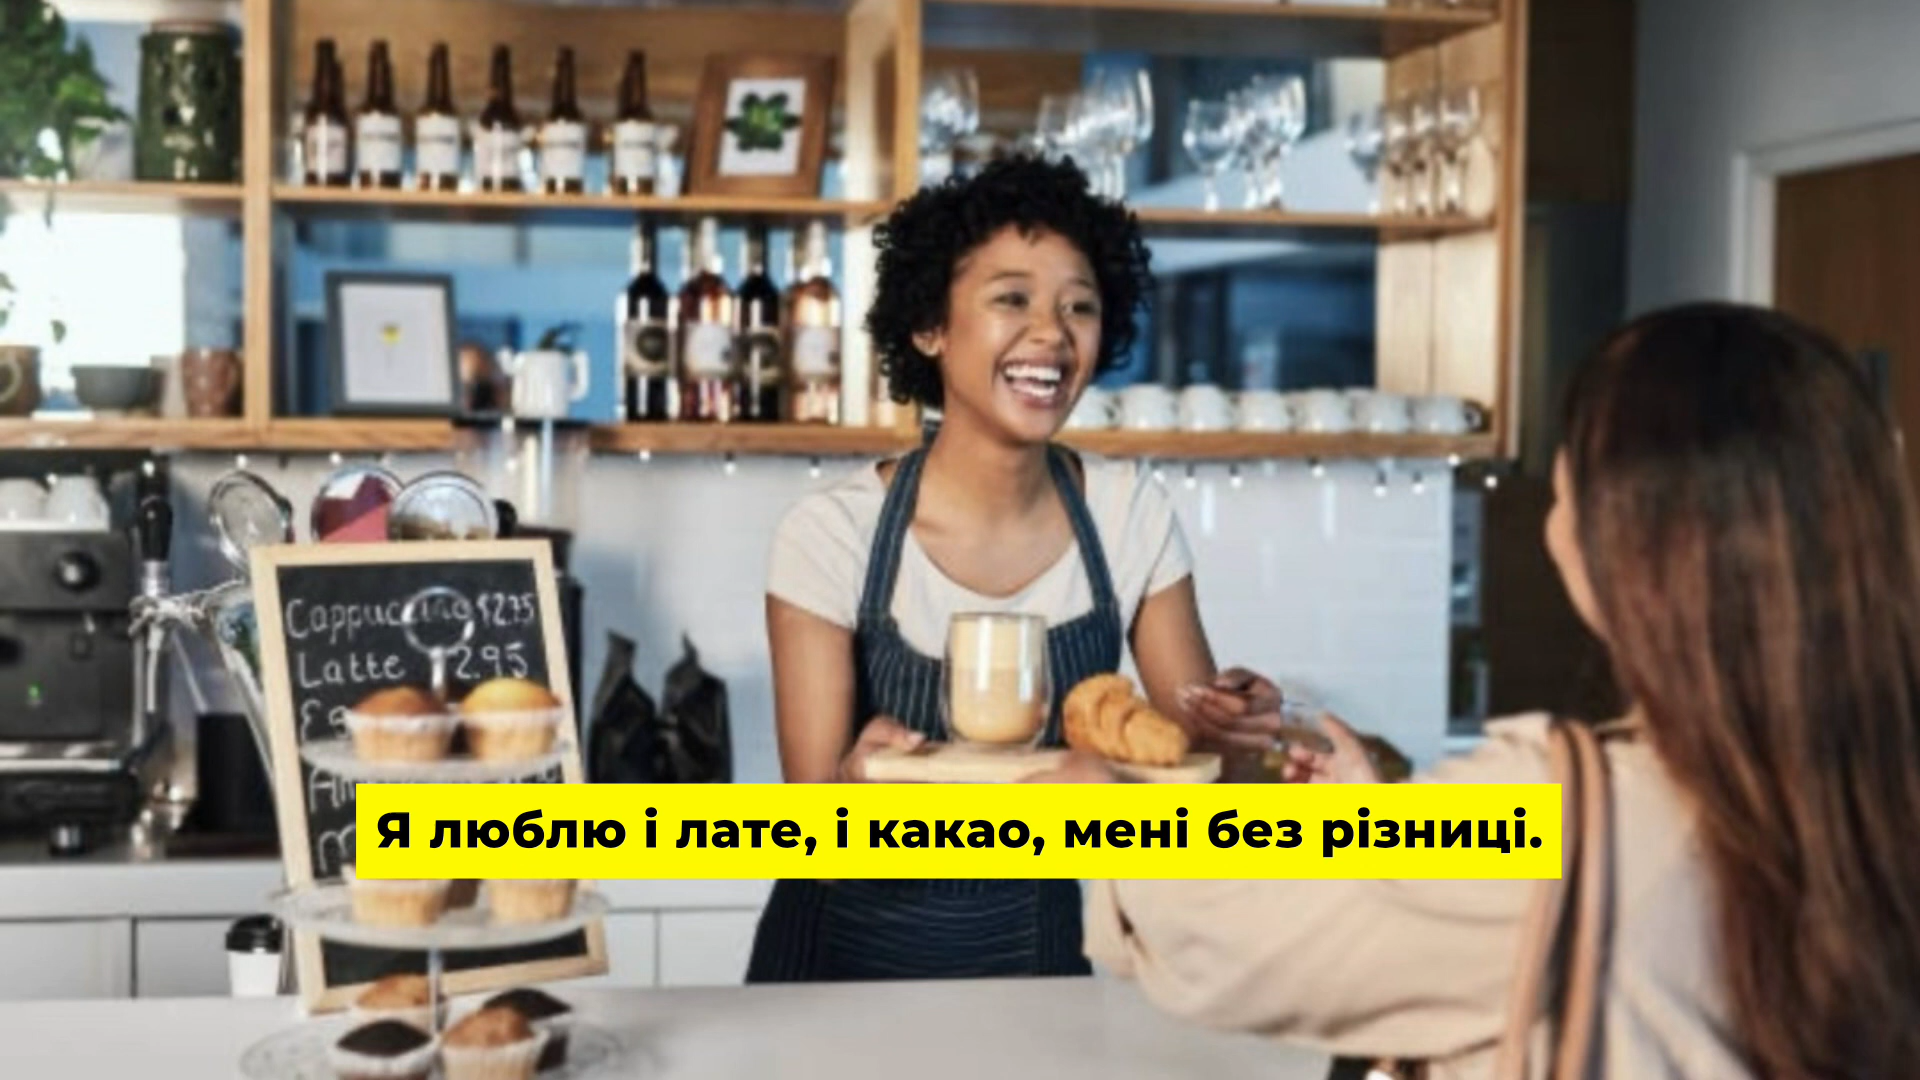 Cappuccino $2.75
Latte 2.95
Я люблю і лате, і какао, мені без різниці.